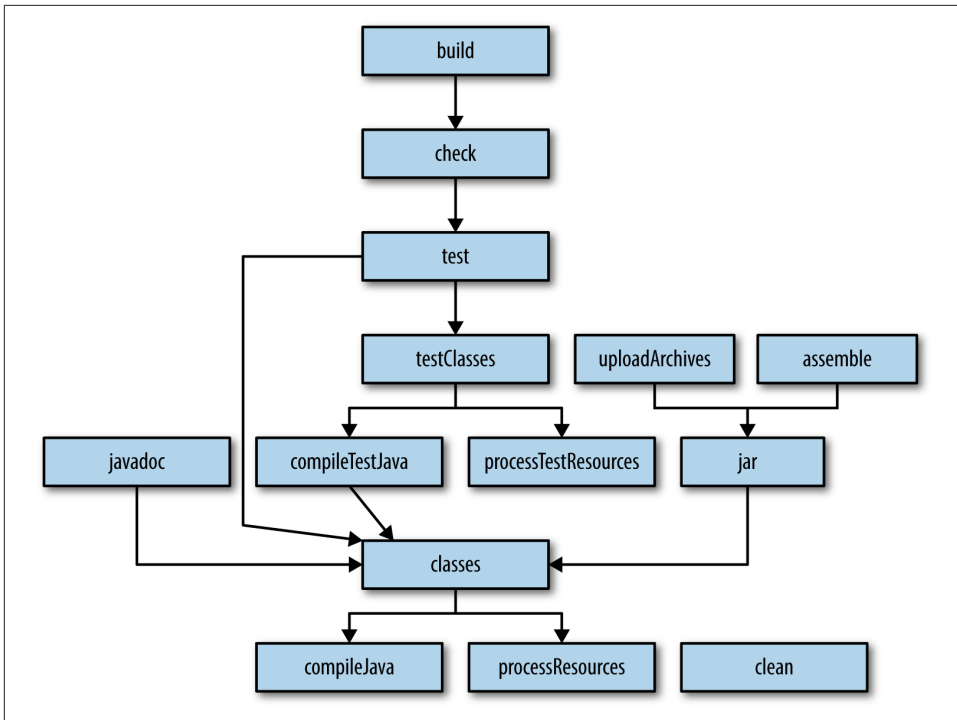 build
check
test
testClasses
uploadArchives
assemble
javadoc
compileTestJava
processTestResources
jar
classes
compileJava
processResources
clean